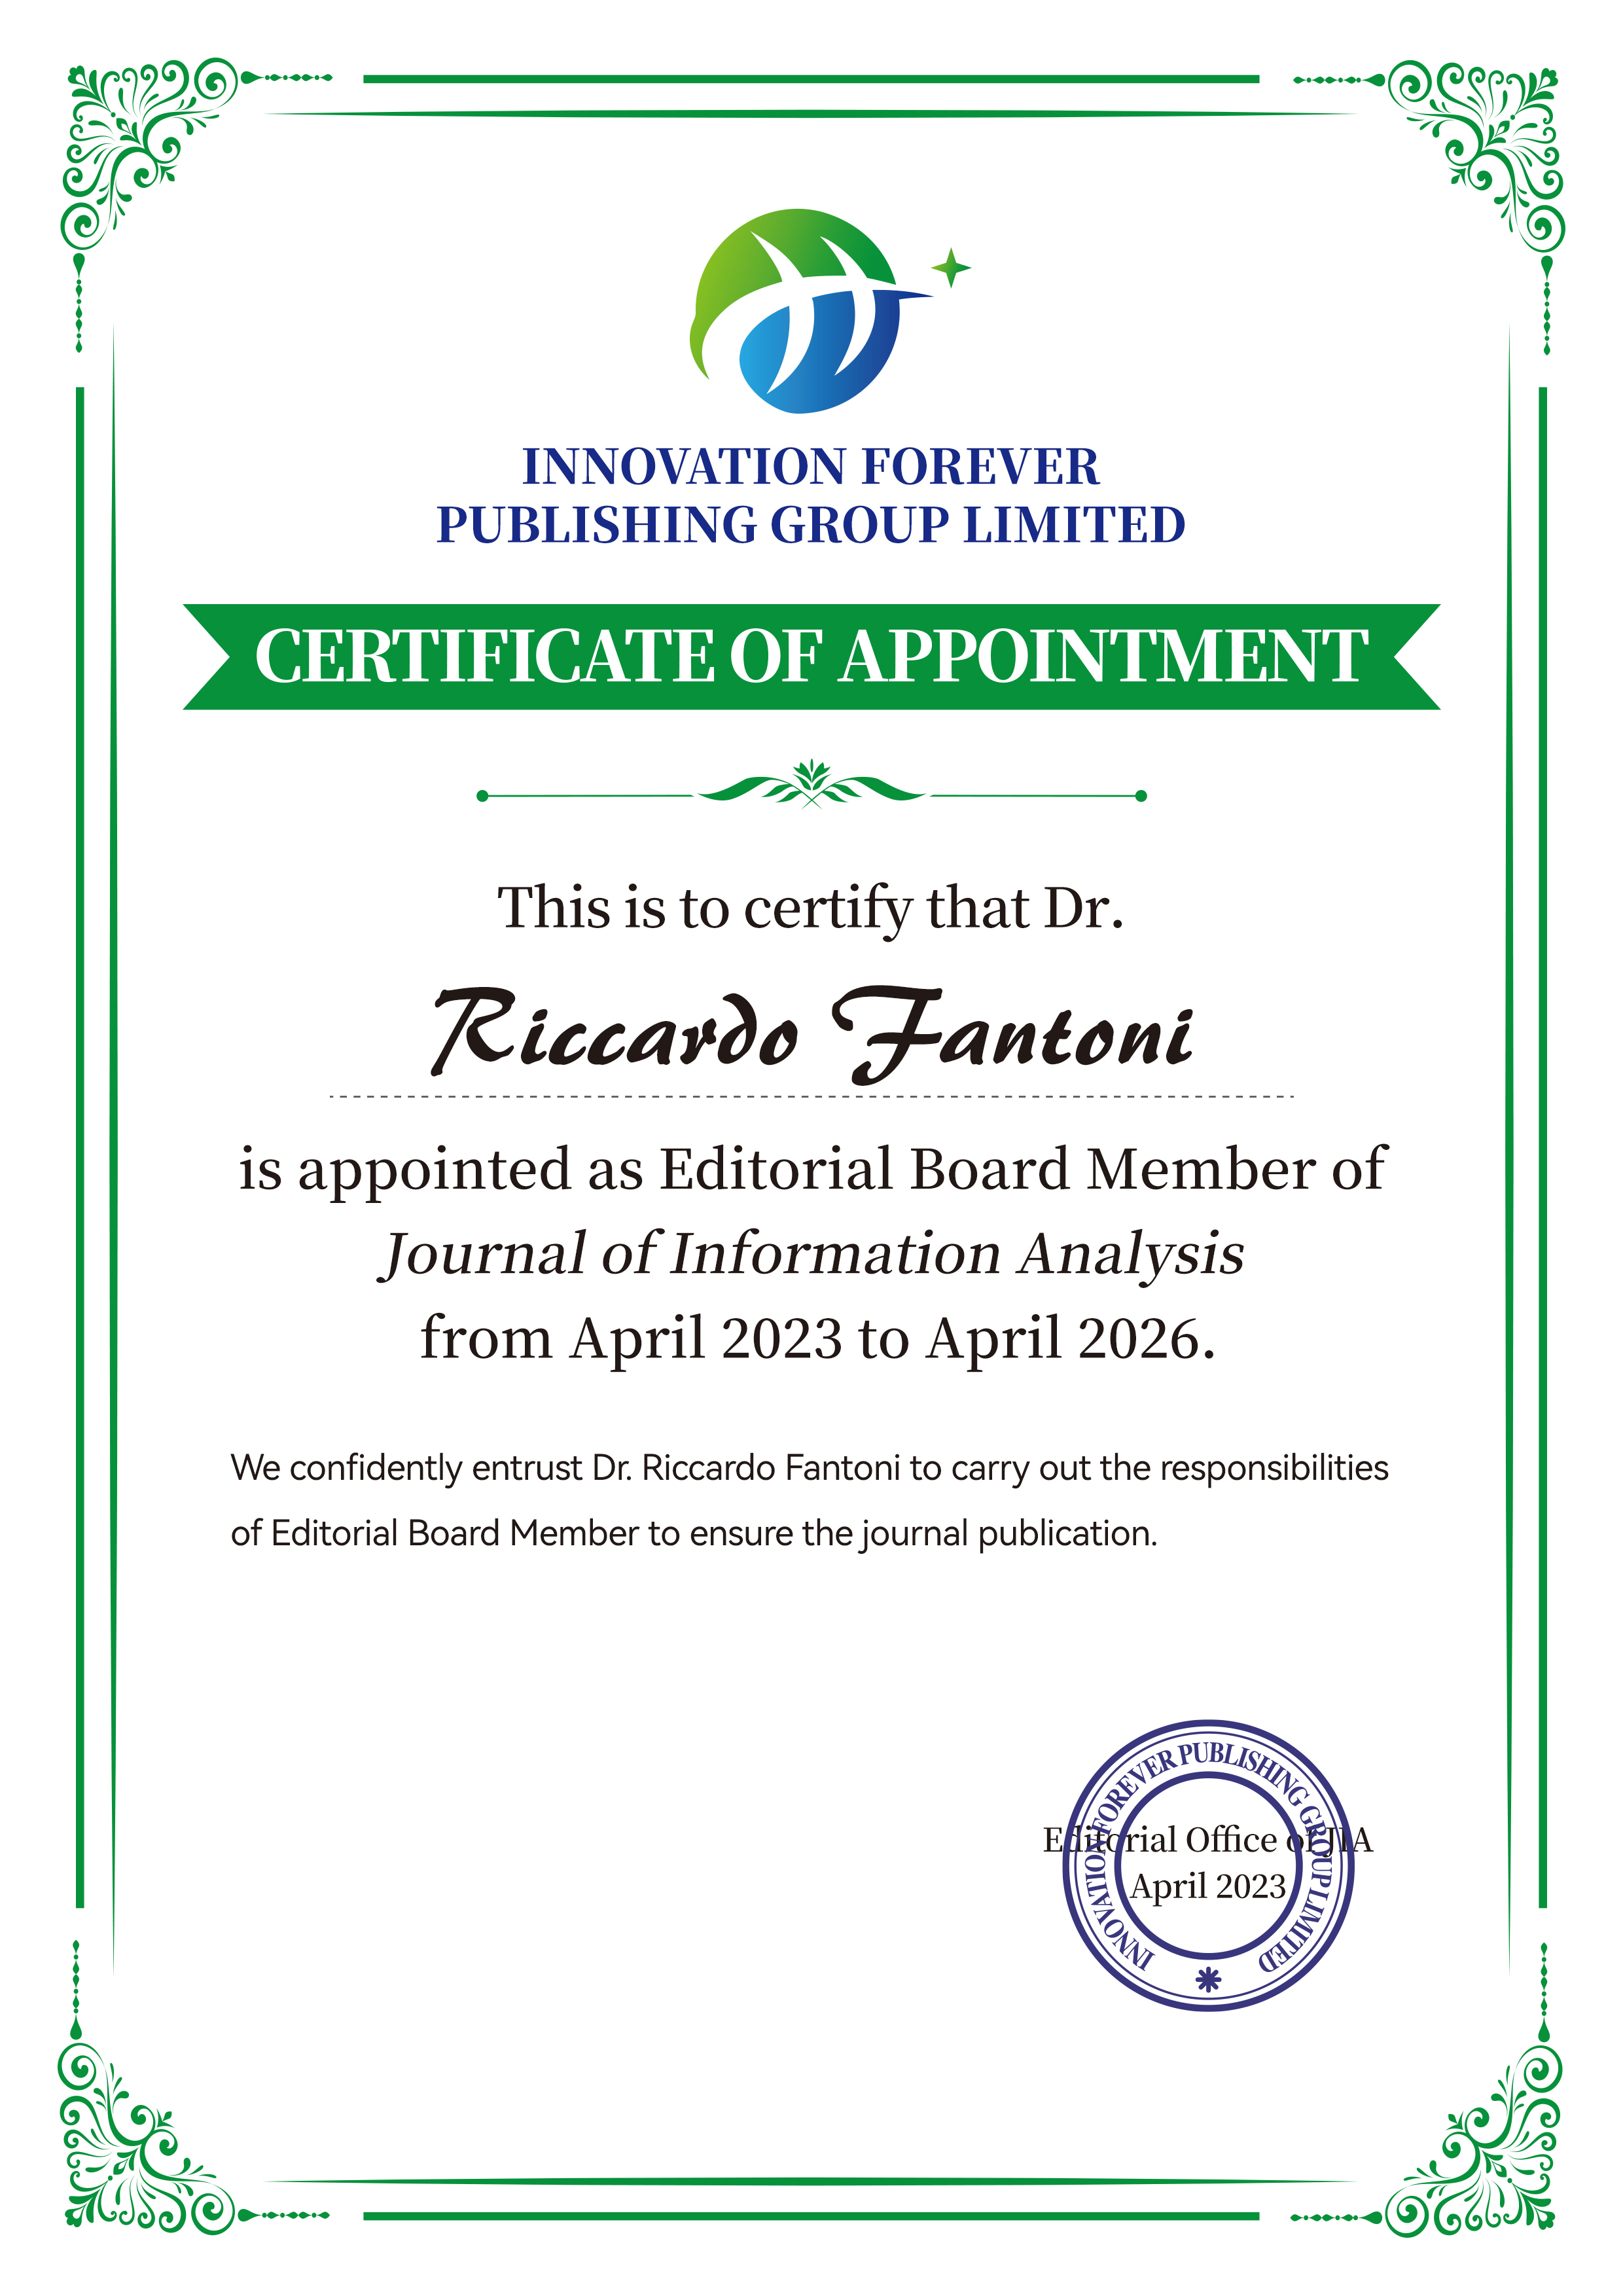 INNOVATION FOREVER
PUBLISHING GROUP LIMITED
CERTIFICATE OF APPOINTMENT
This is to certify that Dr.
Riccardo Fantoni
is appointed as Editorial Board Member of
Journal of Information Analysis
from April 2023 to April 2026.
We confidently entrust Dr. Riccardo Fantoni to carry out the responsibilities
of Editorial Board Member to ensure the journal publication.
INNOVATION FOREVER PUBLISHING GROUP LIMITED
Editorial Office of JIA
April 2023